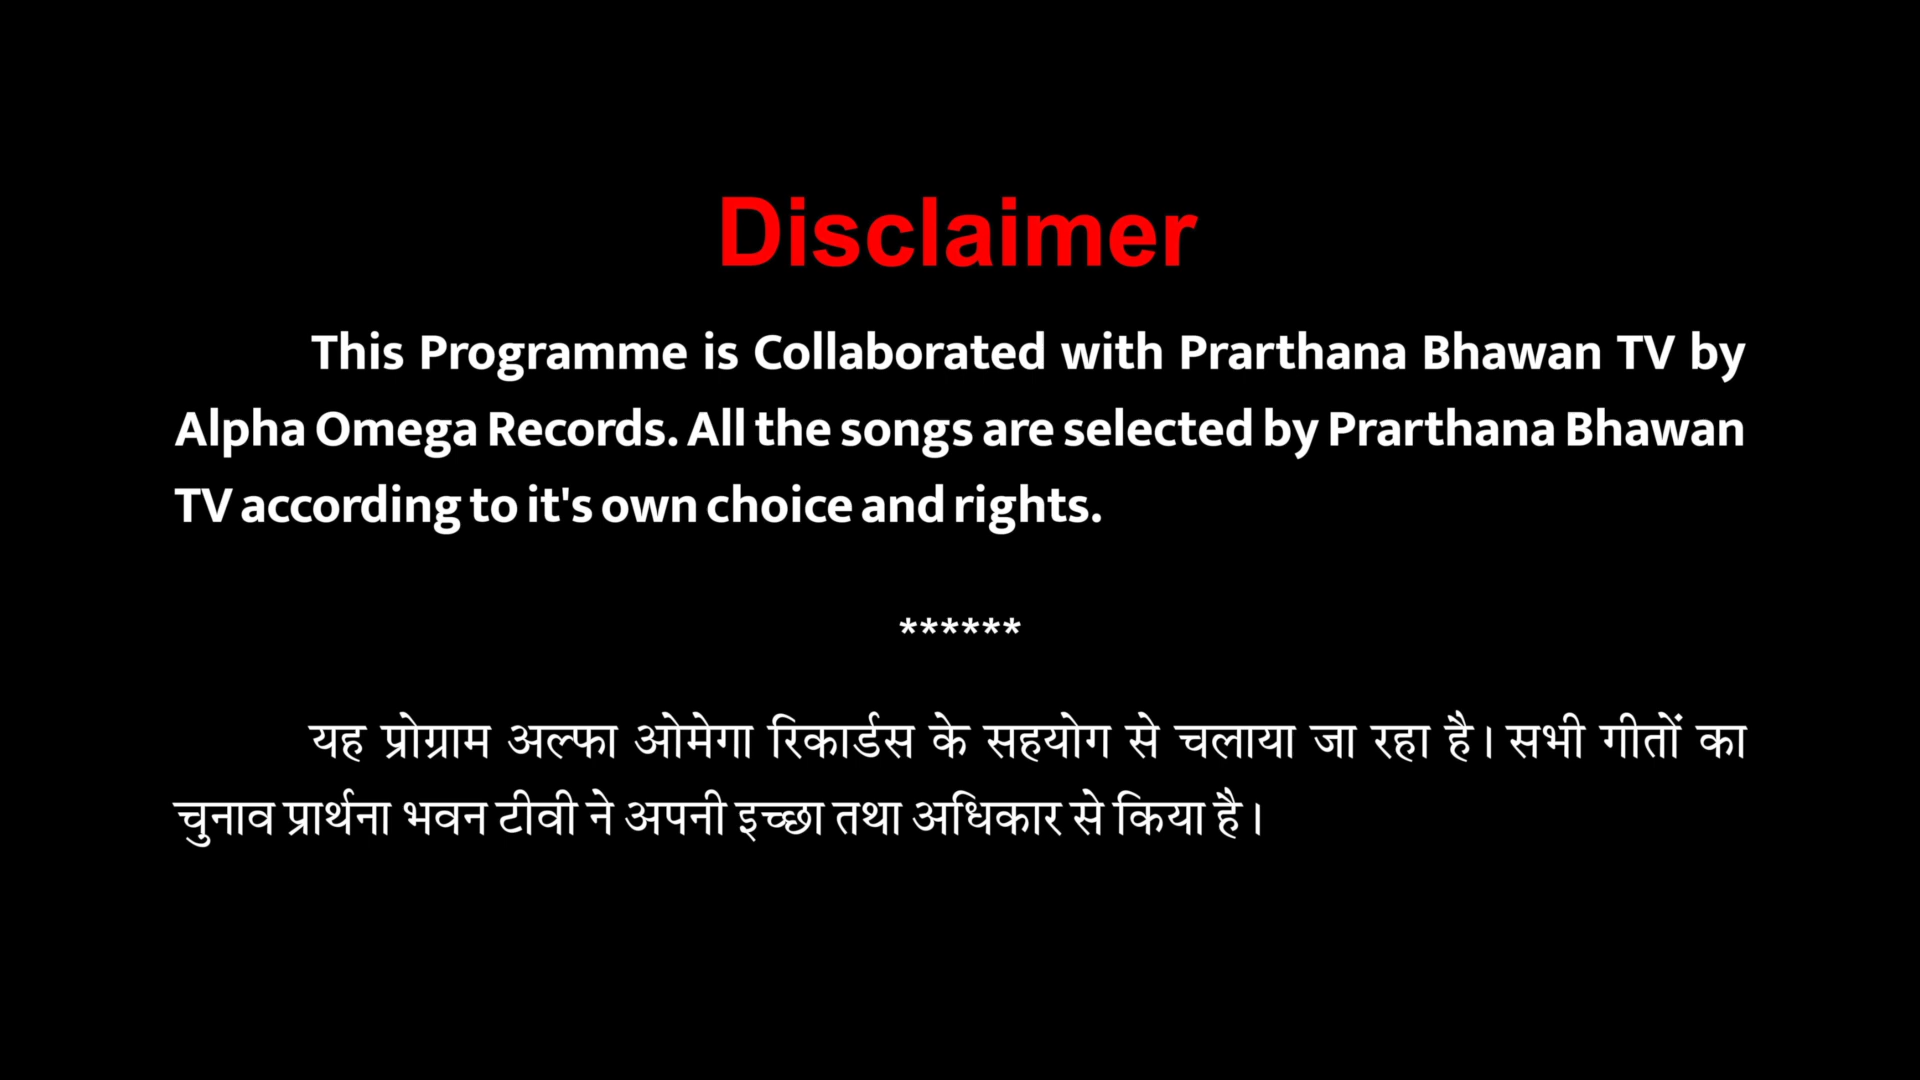 Disclaimer
This Programme is Collaborated with Prarthana Bhawan TV by
Alpha Omega Records. All the songs are selected by Prarthana Bhawan
TV according to it's own choice and rights.
******
यह प्रोग्राम अल्फा ओमेगा रिकार्डस के सहयोग से चलाया जा रहा है। सभी गीतों का
चुनाव प्रार्थना भवन टीवी ने अपनी इच्छा तथा अधिकार से किया है।